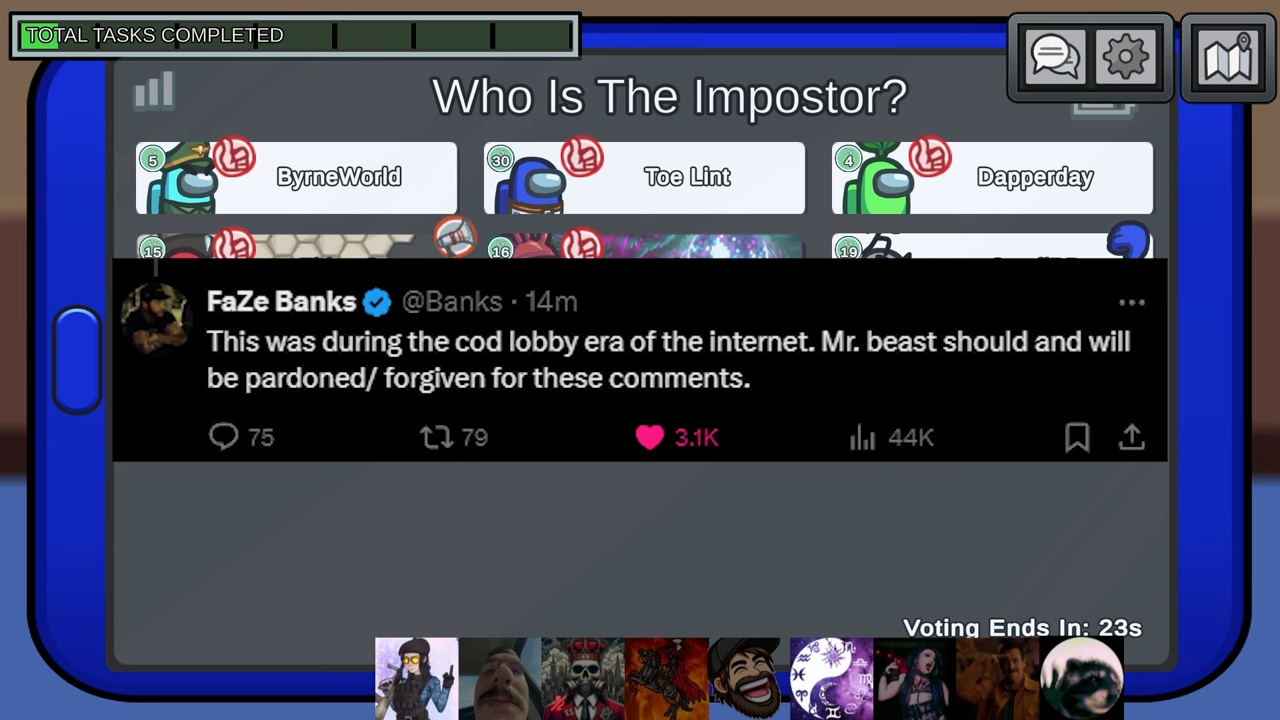 TOTAL TASKS COMPLETED
Who Is The Impostor?
5 ByrneWorld
30 Toe Lint
4 Dapperday
15
16
19
FaZe Banks @Banks · 14m
This was during the cod lobby era of the internet. Mr. beast should and will
be pardoned/ forgiven for these comments.
75 79 3.1K 44K
Voting Ends In: 23s